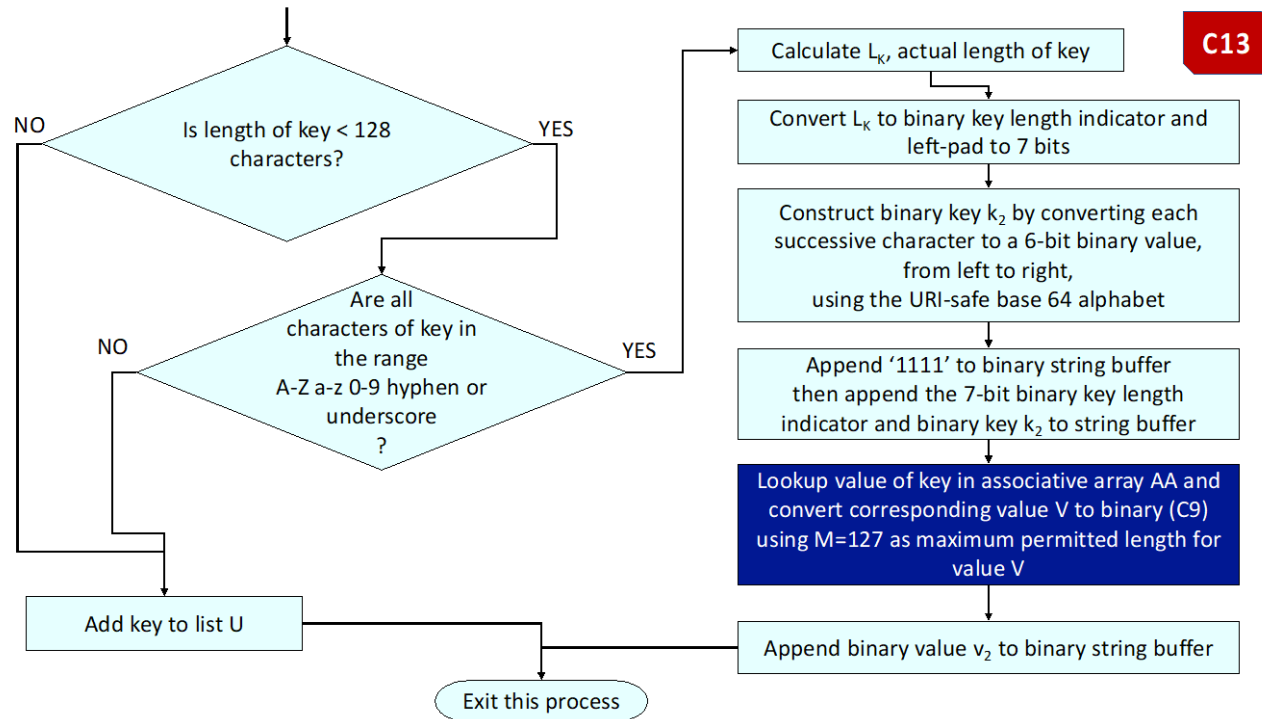 C13
NO
Is length of key < 128
characters?
YES
NO
Are all
characters of key in
the range
A-Z a-z 0-9 hyphen or
underscore
?
YES
Calculate Lₖ, actual length of key
Convert Lₖ to binary key length indicator and
left-pad to 7 bits
Construct binary key k₂ by converting each
successive character to a 6-bit binary value,
from left to right,
using the URI-safe base 64 alphabet
Append ‘1111’ to binary string buffer
then append the 7-bit binary key length
indicator and binary key k₂ to string buffer
Lookup value of key in associative array AA and
convert corresponding value V to binary (C9)
using M=127 as maximum permitted length for
value V
Append binary value v₂ to binary string buffer
Add key to list U
Exit this process